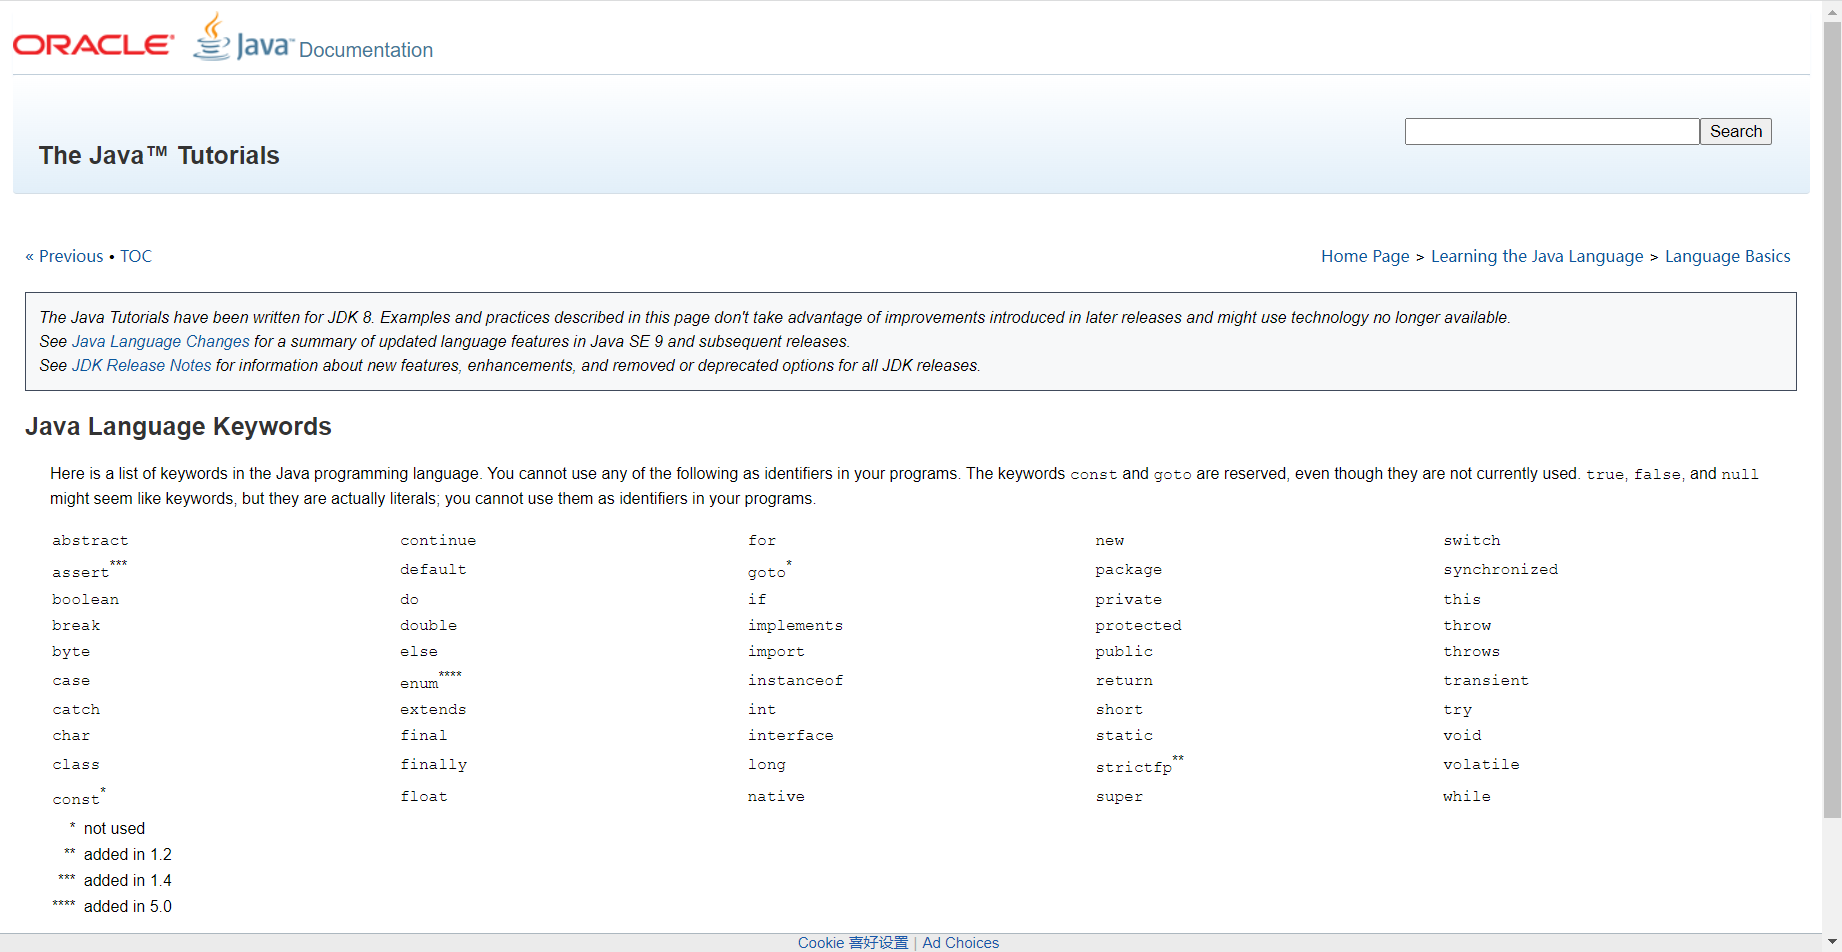 ORACLE® Java™ Documentation
The Java™ Tutorials
Search
« Previous • TOC
Home Page > Learning the Java Language > Language Basics
The Java Tutorials have been written for JDK 8. Examples and practices described in this page don't take advantage of improvements introduced in later releases and might use technology no longer available.
See Java Language Changes for a summary of updated language features in Java SE 9 and subsequent releases.
See JDK Release Notes for information about new features, enhancements, and removed or deprecated options for all JDK releases.
Java Language Keywords
Here is a list of keywords in the Java programming language. You cannot use any of the following as identifiers in your programs. The keywords const and goto are reserved, even though they are not currently used. true, false, and null
might seem like keywords, but they are actually literals; you cannot use them as identifiers in your programs.
abstract continue for new switch
assert*** default goto* package synchronized
boolean do if private this
break double implements protected throw
byte else import public throws
case enum**** instanceof return transient
catch extends int short try
char final interface static void
class finally long strictfp** volatile
const* float native super while
* not used
** added in 1.2
*** added in 1.4
**** added in 5.0
Cookie 喜好设置 | Ad Choices